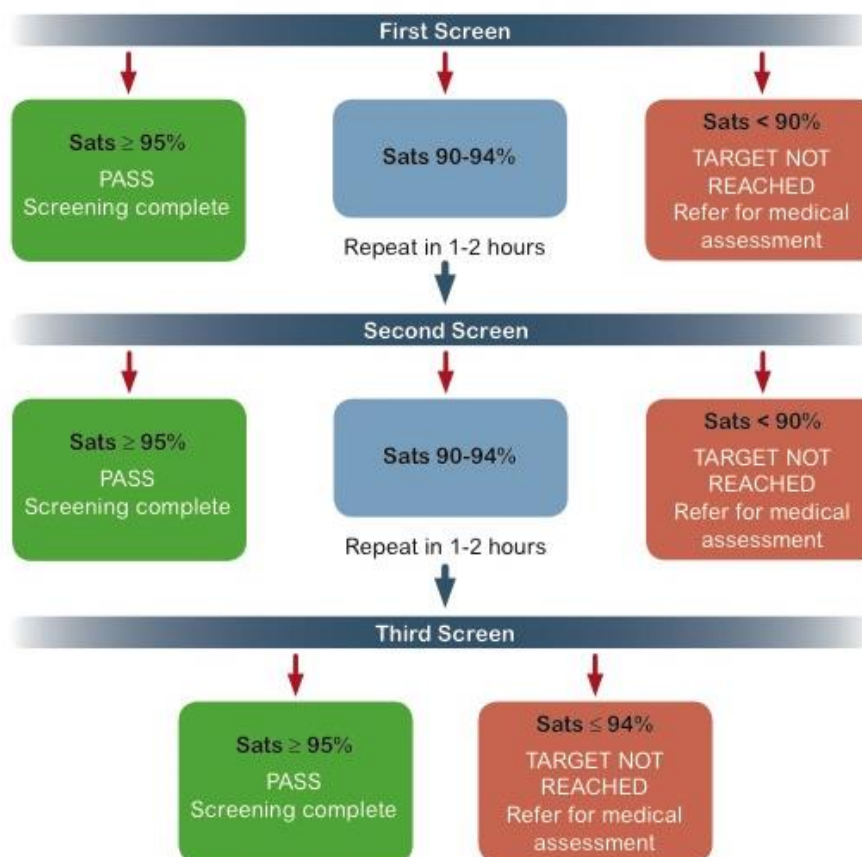 First Screen
Sats ≥ 95%
PASS
Screening complete
Sats 90-94%
Sats < 90%
TARGET NOT
REACHED
Refer for medical
assessment
Repeat in 1-2 hours
Second Screen
Sats ≥ 95%
PASS
Screening complete
Sats 90-94%
Sats < 90%
TARGET NOT
REACHED
Refer for medical
assessment
Repeat in 1-2 hours
Third Screen
Sats ≥ 95%
PASS
Screening complete
Sats ≤ 94%
TARGET NOT
REACHED
Refer for medical
assessment